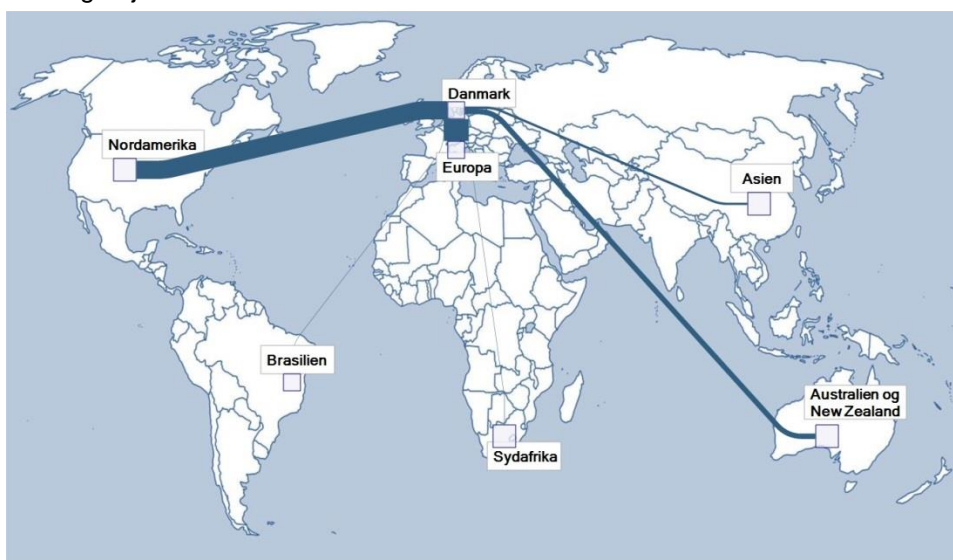 Danmark
Nordamerika
Europa
Asien
Brasilien
Australien og
New Zealand
Sydafrika